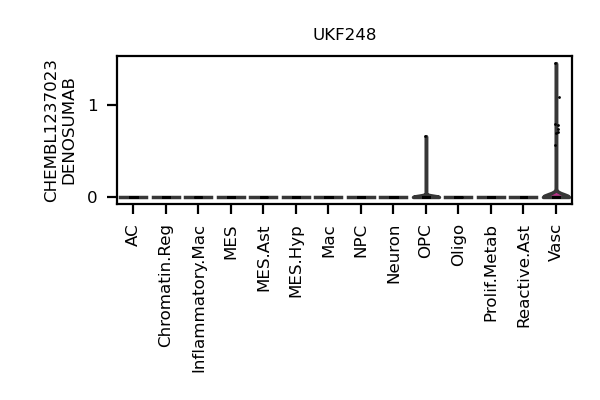 UKF248
CHEMBL1237023
DENOSUMAB
1
0
AC
Chromatin.Reg
Inflammatory.Mac
MES
MES.Ast
MES.Hyp
Mac
NPC
Neuron
OPC
Oligo
Prolif.Metab
Reactive.Ast
Vasc